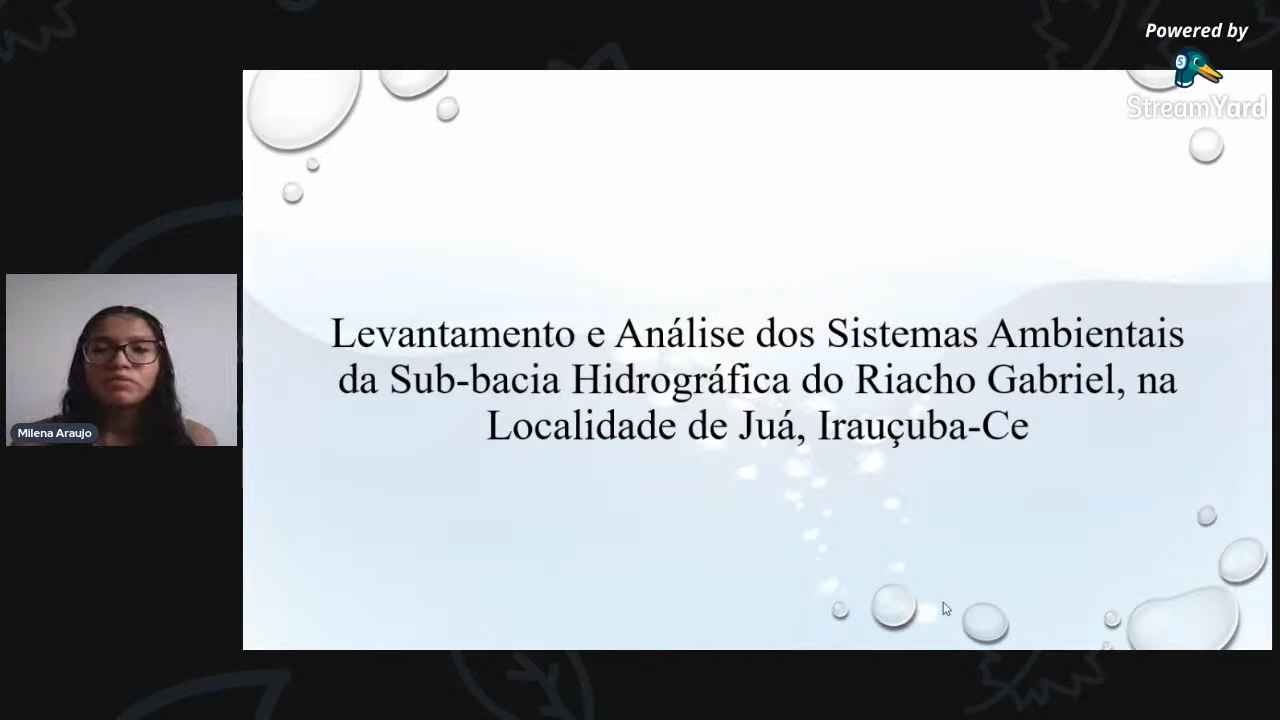 Powered by
StreamYard
Levantamento e Análise dos Sistemas Ambientais
da Sub-bacia Hidrográfica do Riacho Gabriel, na
Localidade de Juá, Irauçuba-Ce
Milena Araujo